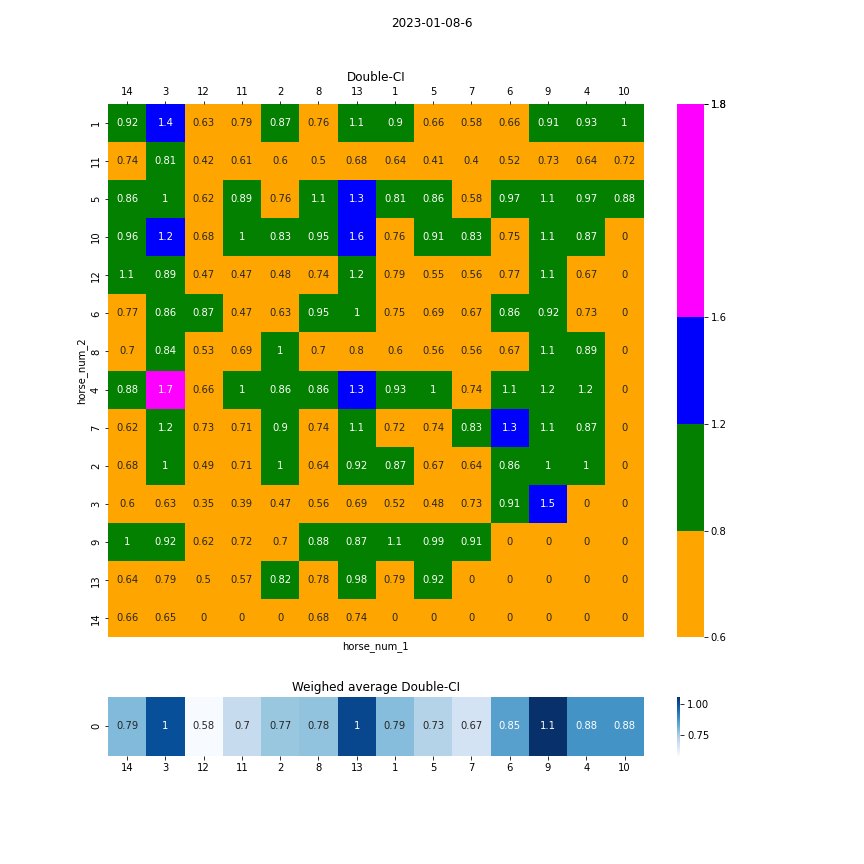 2023-01-08-6
Double-CI
14 3 12 11 2 8 13 1 5 7 6 9 4 10
1 0.92 1.4 0.63 0.79 0.87 0.76 1.1 0.9 0.66 0.58 0.66 0.91 0.93 1
11 0.74 0.81 0.42 0.61 0.6 0.5 0.68 0.64 0.41 0.4 0.52 0.73 0.64 0.72
5 0.86 1 0.62 0.89 0.76 1.1 1.3 0.81 0.86 0.58 0.97 1.1 0.97 0.88
10 0.96 1.2 0.68 1 0.83 0.95 1.6 0.76 0.91 0.83 0.75 1.1 0.87 0
12 1.1 0.89 0.47 0.47 0.48 0.74 1.2 0.79 0.55 0.56 0.77 1.1 0.67 0
6 0.77 0.86 0.87 0.47 0.63 0.95 1 0.75 0.69 0.67 0.86 0.92 0.73 0
8 0.7 0.84 0.53 0.69 1 0.7 0.8 0.6 0.56 0.56 0.67 1.1 0.89 0
4 0.88 1.7 0.66 1 0.86 0.86 1.3 0.93 1 0.74 1.1 1.2 1.2 0
7 0.62 1.2 0.73 0.71 0.9 0.74 1.1 0.72 0.74 0.83 1.3 1.1 0.87 0
2 0.68 1 0.49 0.71 1 0.64 0.92 0.87 0.67 0.64 0.86 1 1 0
3 0.6 0.63 0.35 0.39 0.47 0.56 0.69 0.52 0.48 0.73 0.91 1.5 0 0
9 1 0.92 0.62 0.72 0.7 0.88 0.87 1.1 0.99 0.91 0 0 0 0
13 0.64 0.79 0.5 0.57 0.82 0.78 0.98 0.79 0.92 0 0 0 0 0
14 0.66 0.65 0 0 0 0.68 0.74 0 0 0 0 0 0 0
horse_num_2
horse_num_1
1.8
1.6
1.2
0.8
0.6
Weighed average Double-CI
0 0.79 1 0.58 0.7 0.77 0.78 1 0.79 0.73 0.67 0.85 1.1 0.88 0.88
14 3 12 11 2 8 13 1 5 7 6 9 4 10
1.00
0.75